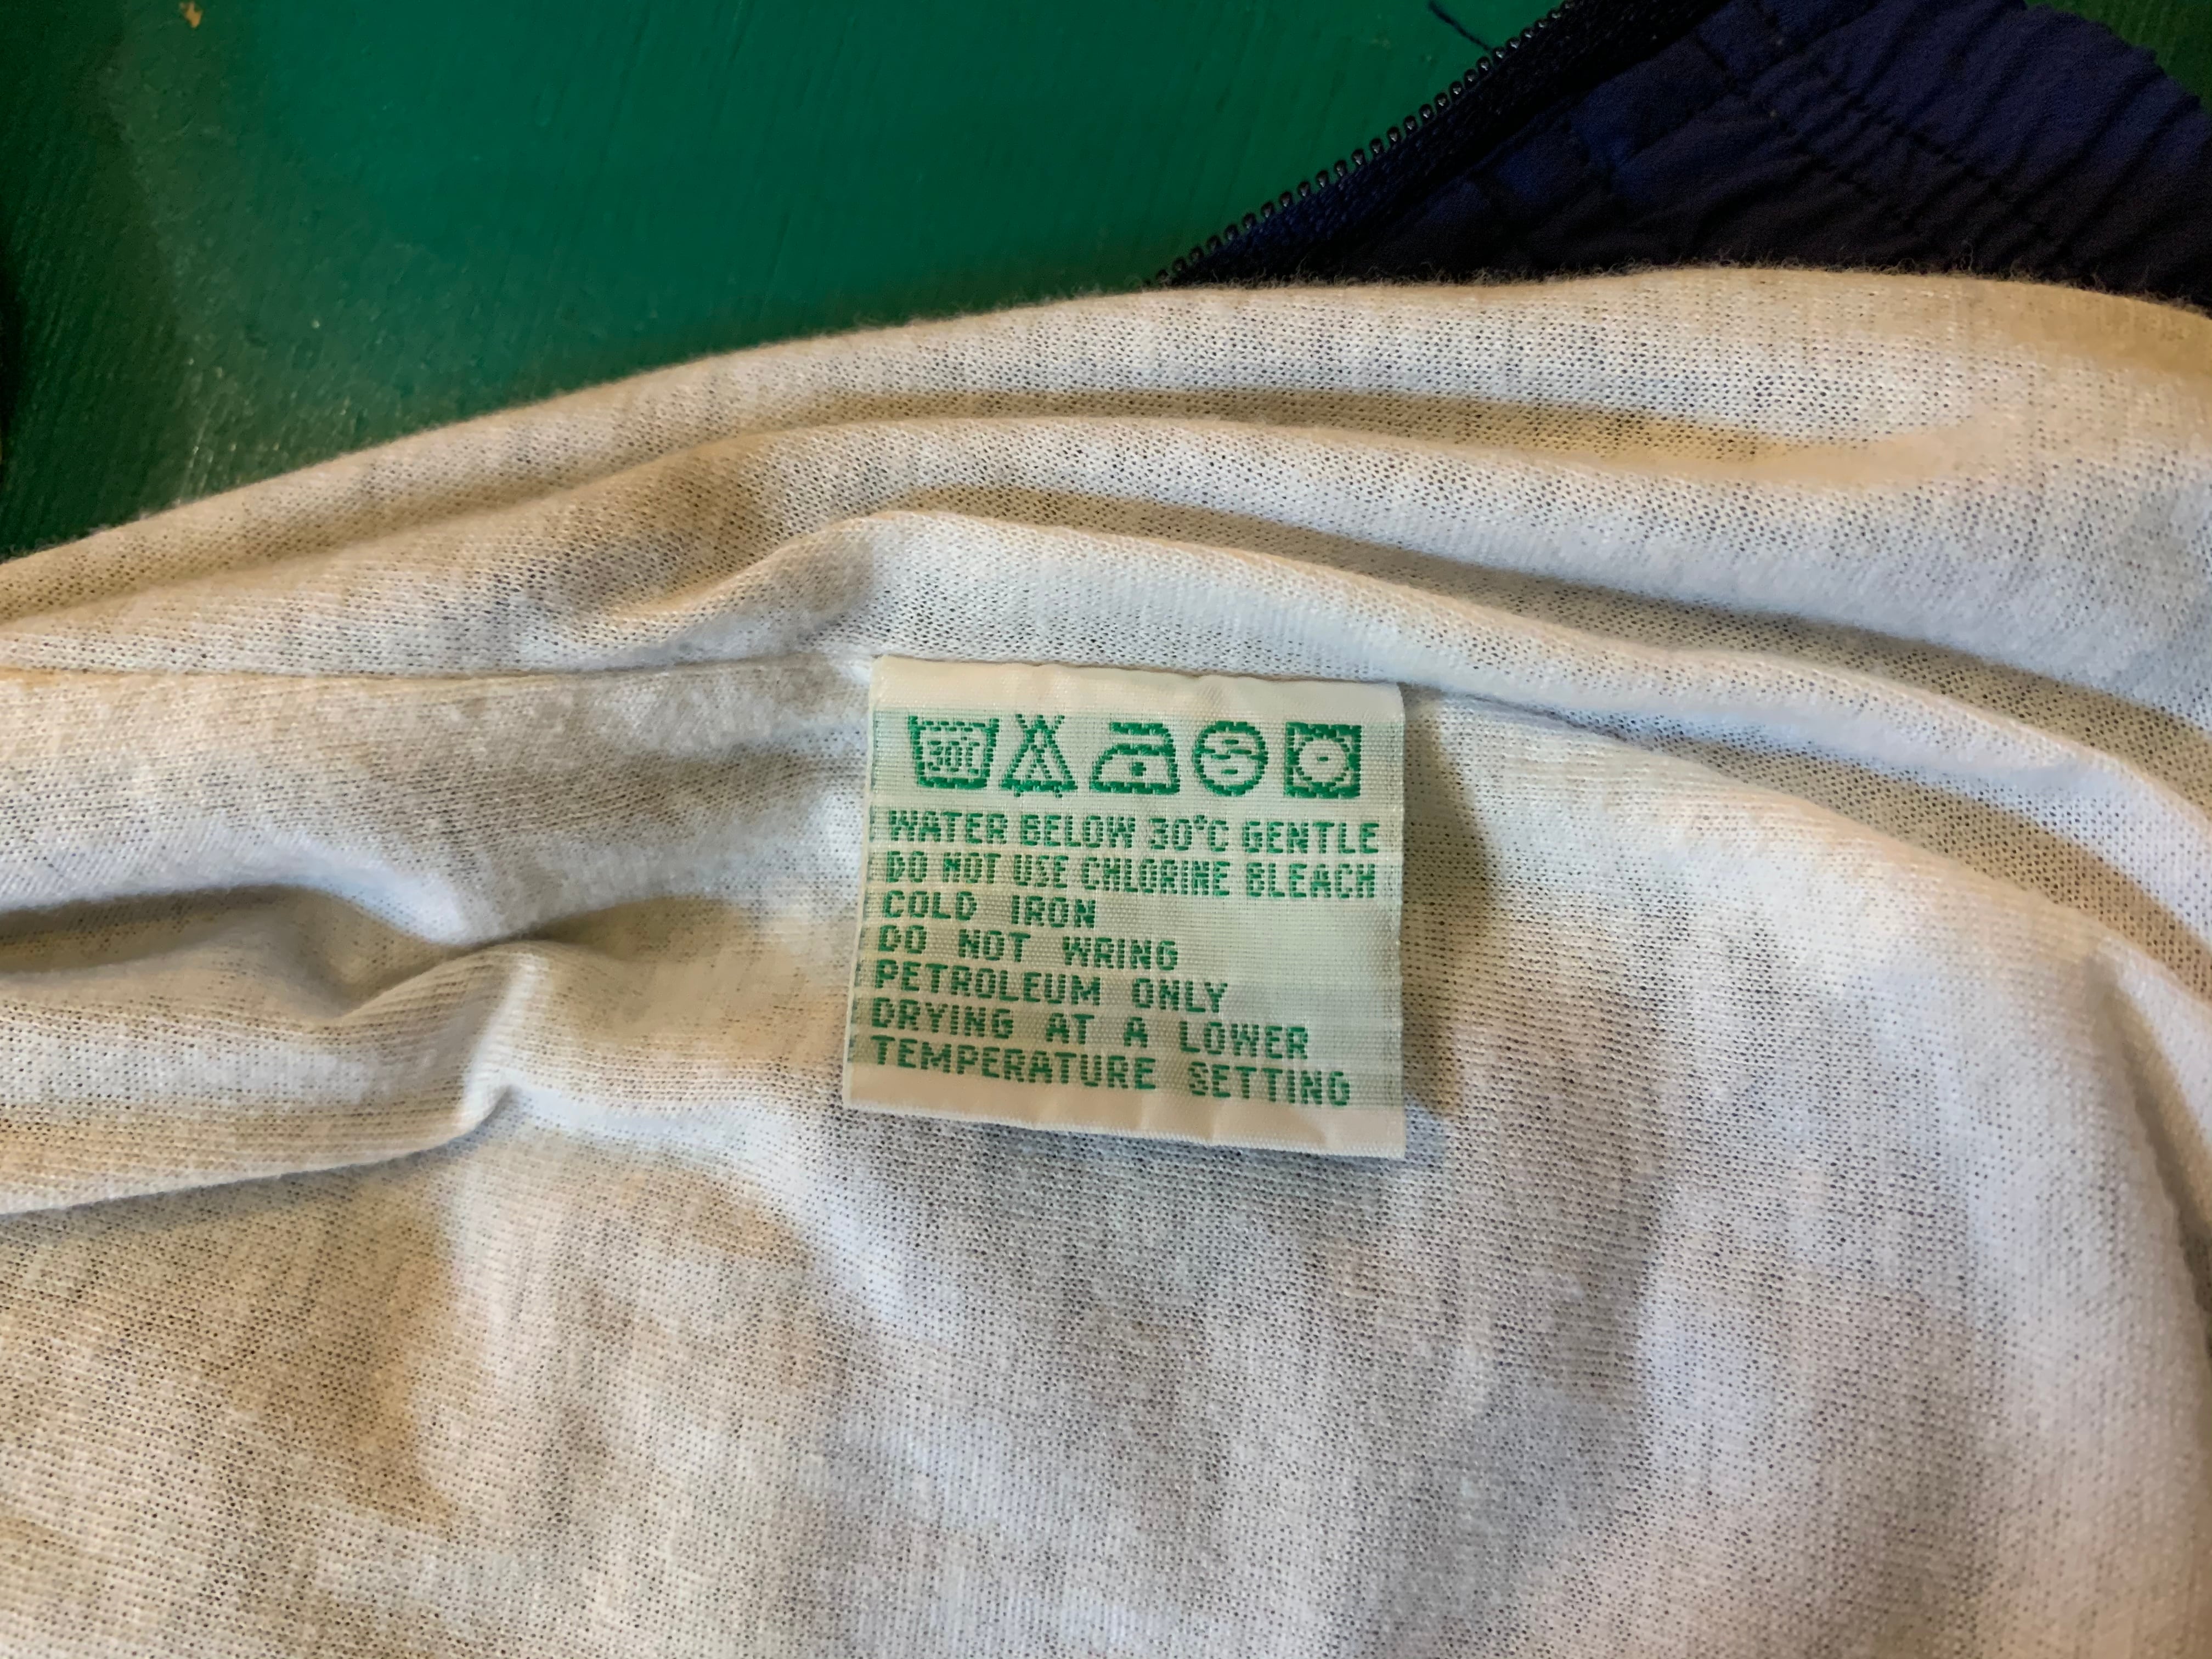 30C
WATER BELOW 30°C GENTLE
DO NOT USE CHLORINE BLEACH
COLD IRON
DO NOT WRING
PETROLEUM ONLY
DRYING AT A LOWER
TEMPERATURE SETTING